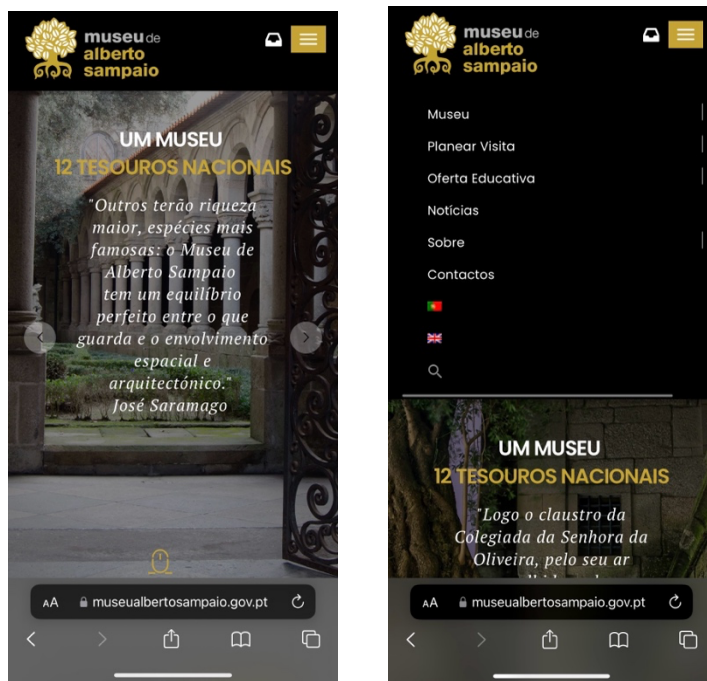 museu de
alberto
sampaio
UM MUSEU
12 TESOUROS NACIONAIS
"Outros terão riqueza
maior, espécies mais
famosas: o Museu de
Alberto Sampaio
tem um equilíbrio
perfeito entre o que
guarda e o envolvimento
espacial e
arquitectónico."
José Saramago
AA museualbertosampaio.gov.pt
museu de
alberto
sampaio
Museu
Planear Visita
Oferta Educativa
Notícias
Sobre
Contactos
UM MUSEU
12 TESOUROS NACIONAIS
"Logo o claustro da
Colegiada da Senhora da
Oliveira, pelo seu ar
AA museualbertosampaio.gov.pt